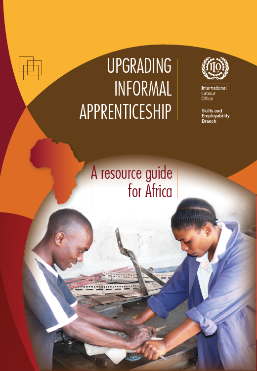 UPGRADING
INFORMAL
APPRENTICESHIP
International
Labour
Office
Skills and
Employability
Branch
A resource guide
for Africa